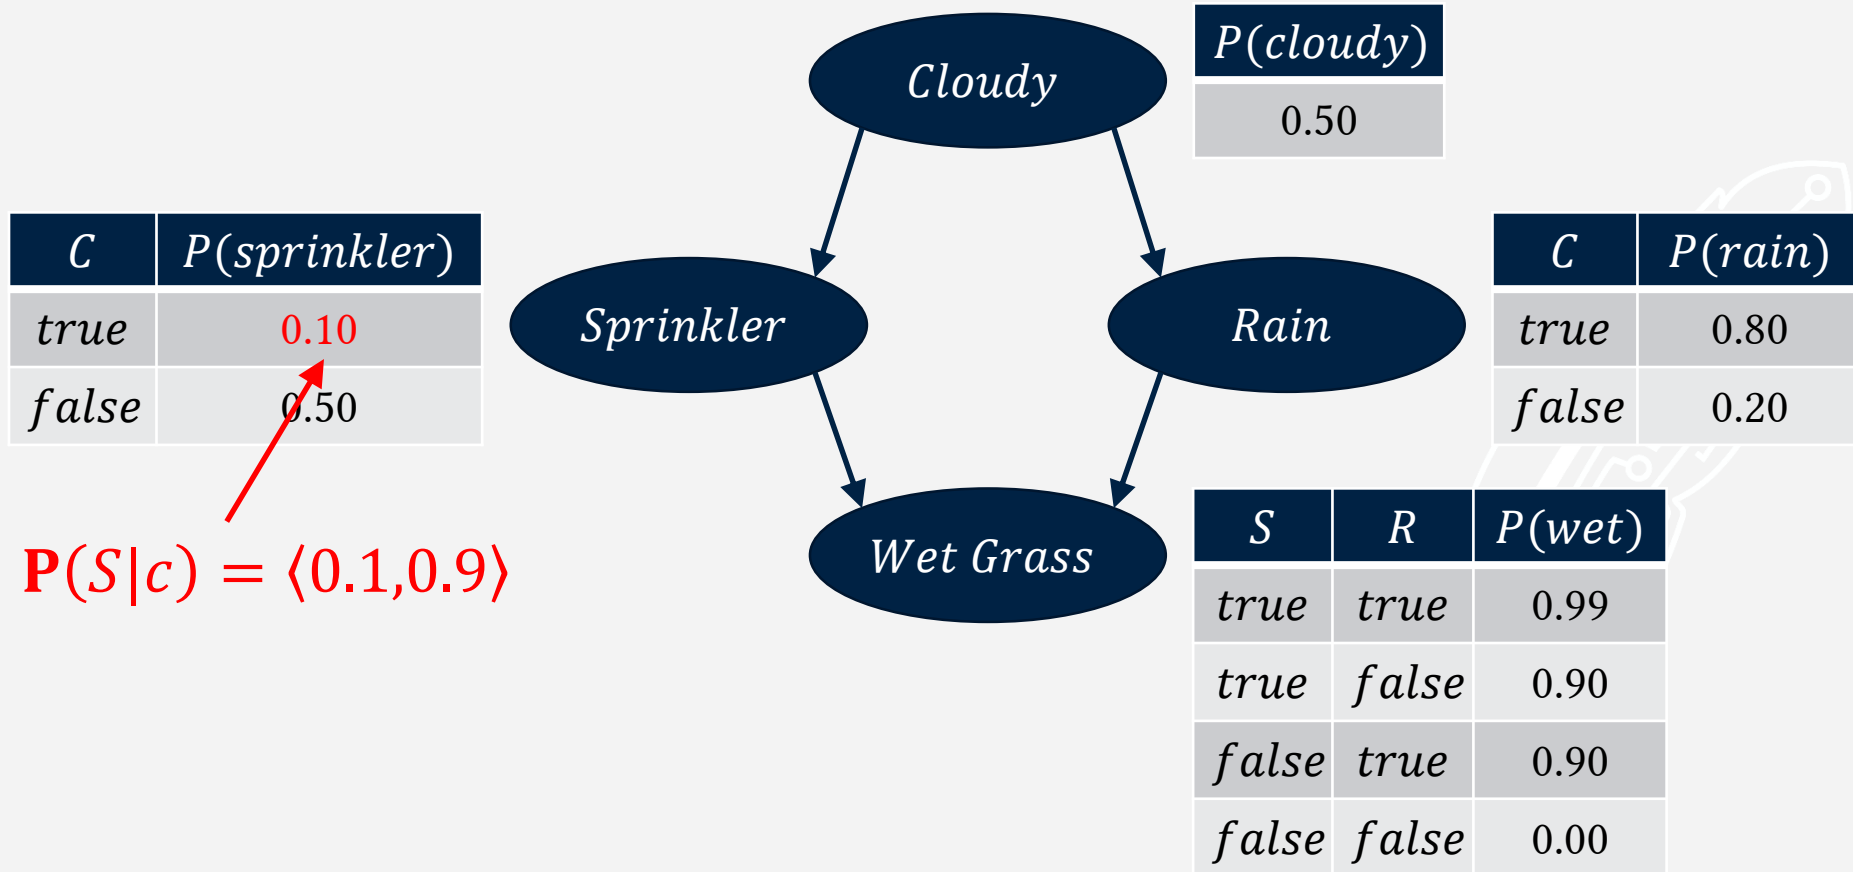 Cloudy
P(cloudy)
0.50
C P(sprinkler)
true 0.10
false 0.50
Sprinkler
Rain
C P(rain)
true 0.80
false 0.20
P(S|c) = ⟨0.1,0.9⟩
Wet Grass
S R P(wet)
true true 0.99
true false 0.90
false true 0.90
false false 0.00